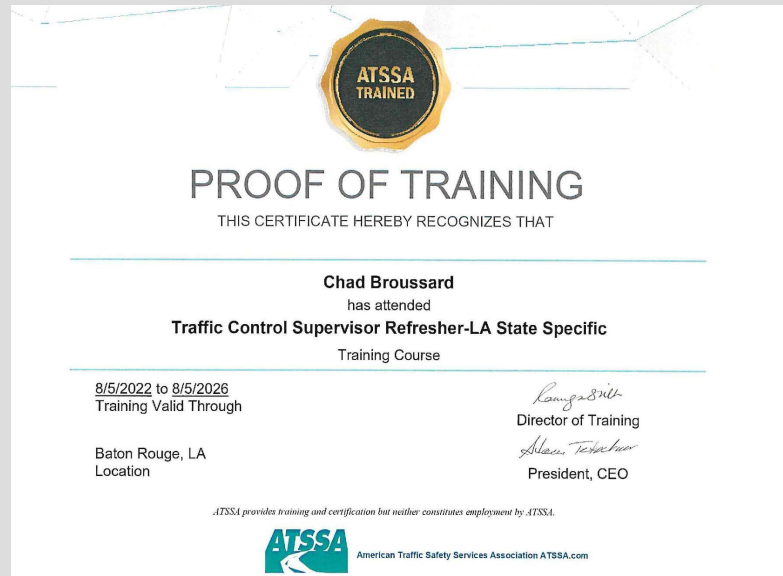 ATSSA
TRAINED
PROOF OF TRAINING
THIS CERTIFICATE HEREBY RECOGNIZES THAT
Chad Broussard
has attended
Traffic Control Supervisor Refresher-LA State Specific
Training Course
8/5/2022 to 8/5/2026
Training Valid Through
Director of Training
Baton Rouge, LA
Location
President, CEO
ATSSA provides training and certification but neither constitutes employment by ATSSA.
ATSSA
American Traffic Safety Services Association ATSSA.com